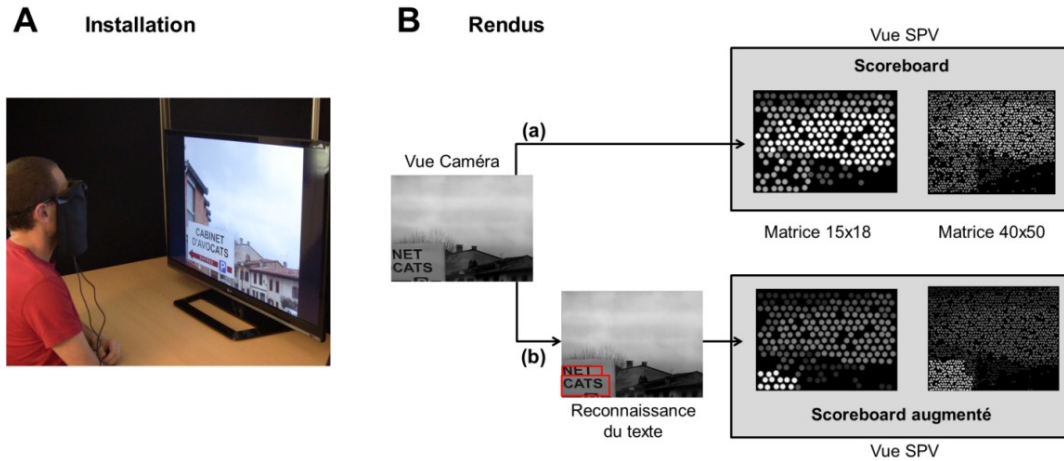 A Installation
CABINET
D'AVOCATS
P
B Rendus
Vue SPV
Scoreboard
(a)
Vue Caméra
NET
CATS
Matrice 15x18 Matrice 40x50
(b)
NET
CATS
Reconnaissance
du texte
Scoreboard augmenté
Vue SPV